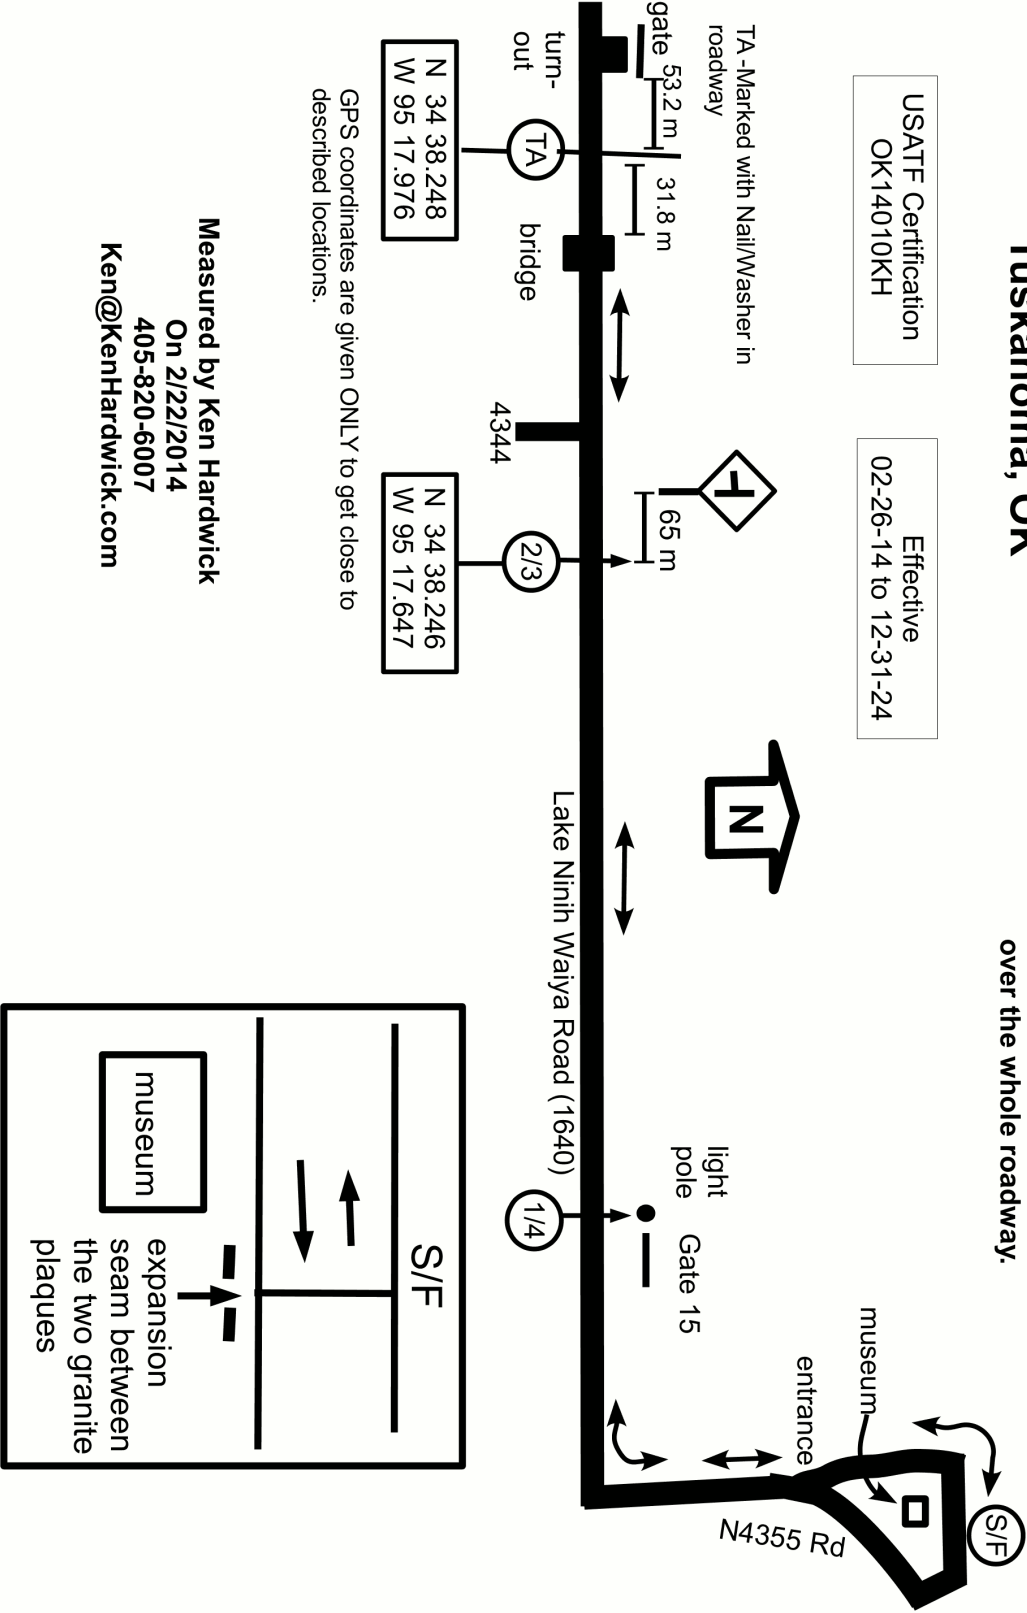 Tuskahoma, OK
over the whole roadway.
USATF Certification
OK14010KH
Effective
02-26-14 to 12-31-24
TA -Marked with Nail/Washer in
roadway
gate
53.2 m
31.8 m
65 m
N
light
pole
Gate 15
museum
entrance
S/F
N4355 Rd
turn-
out
TA
bridge
4344
2/3
Lake Ninih Waiya Road (1640)
1/4
N 34 38.248
W 95 17.976
N 34 38.246
W 95 17.647
GPS coordinates are given ONLY to get close to
described locations.
Measured by Ken Hardwick
On 2/22/2014
405-820-6007
Ken@KenHardwick.com
S/F
museum
expansion
seam between
the two granite
plaques